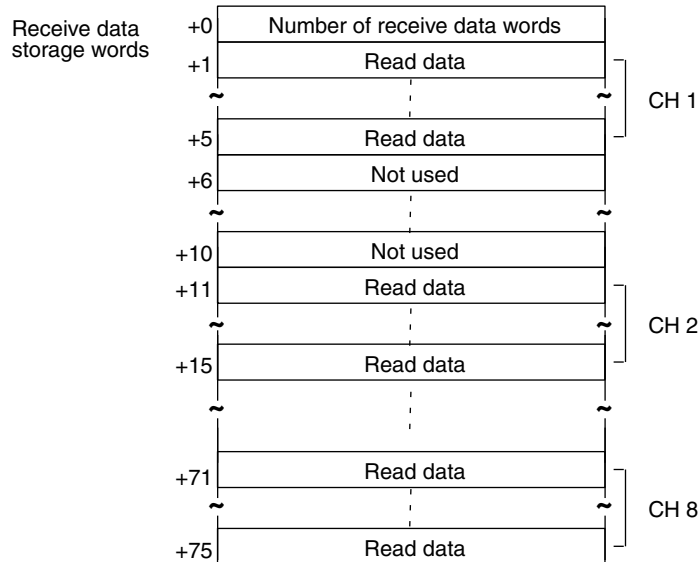 Receive data
storage words
+0 Number of receive data words
+1 Read data
CH 1
+5 Read data
+6 Not used
+10 Not used
+11 Read data
CH 2
+15 Read data
+71 Read data
CH 8
+75 Read data